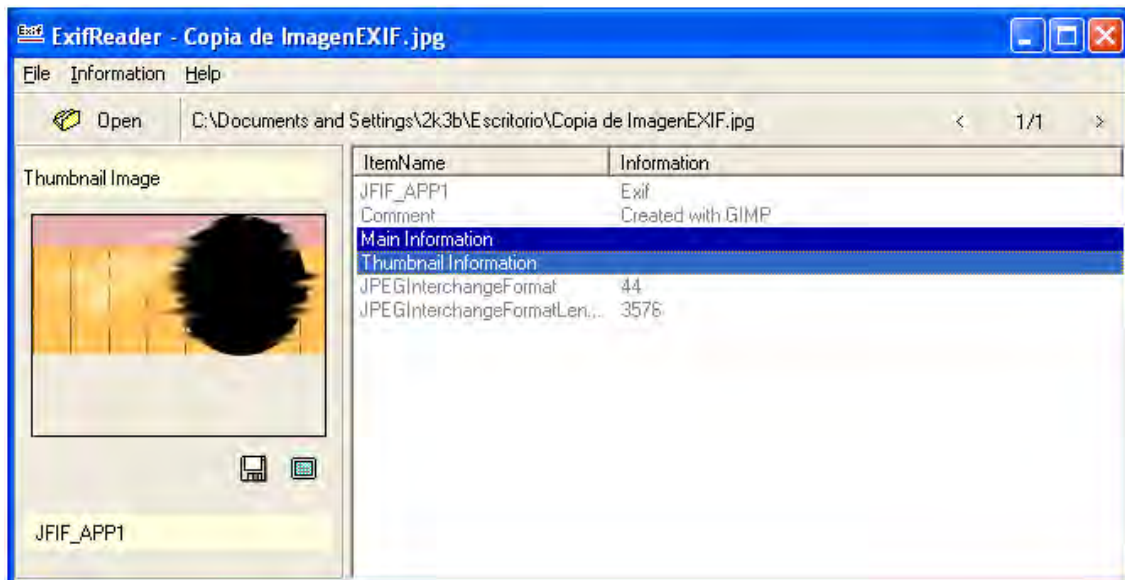 Exif ExifReader - Copia de ImagenEXIF.jpg
File Information Help
Open C:\Documents and Settings\2k3b\Escritorio\Copia de ImagenEXIF.jpg < 1/1 >
Thumbnail Image
ItemName Information
JFIF_APP1 Exif
Comment Created with GIMP
Main Information
Thumbnail Information
JPEGInterchangeFormat 44
JPEGInterchangeFormatLen... 3576
JFIF_APP1